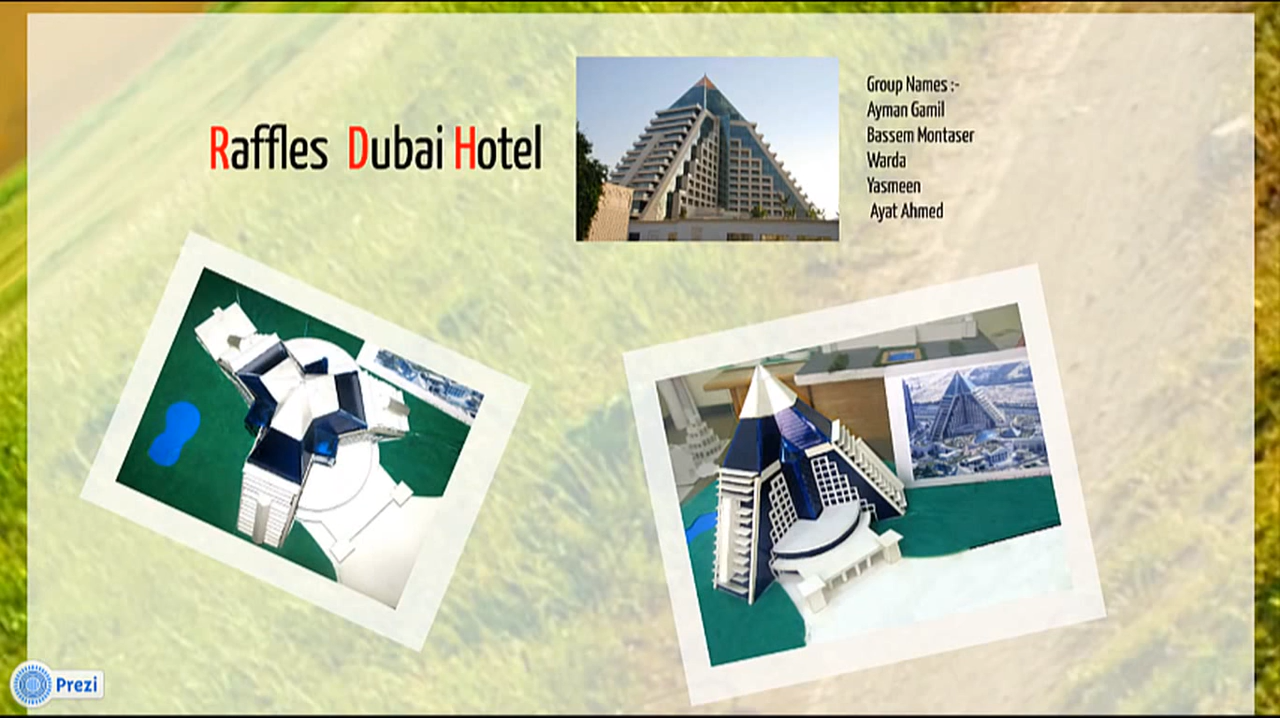 Raffles Dubai Hotel
Group Names :-
Ayman Gamil
Bassem Montaser
Warda
Yasmeen
Ayat Ahmed
Prezi